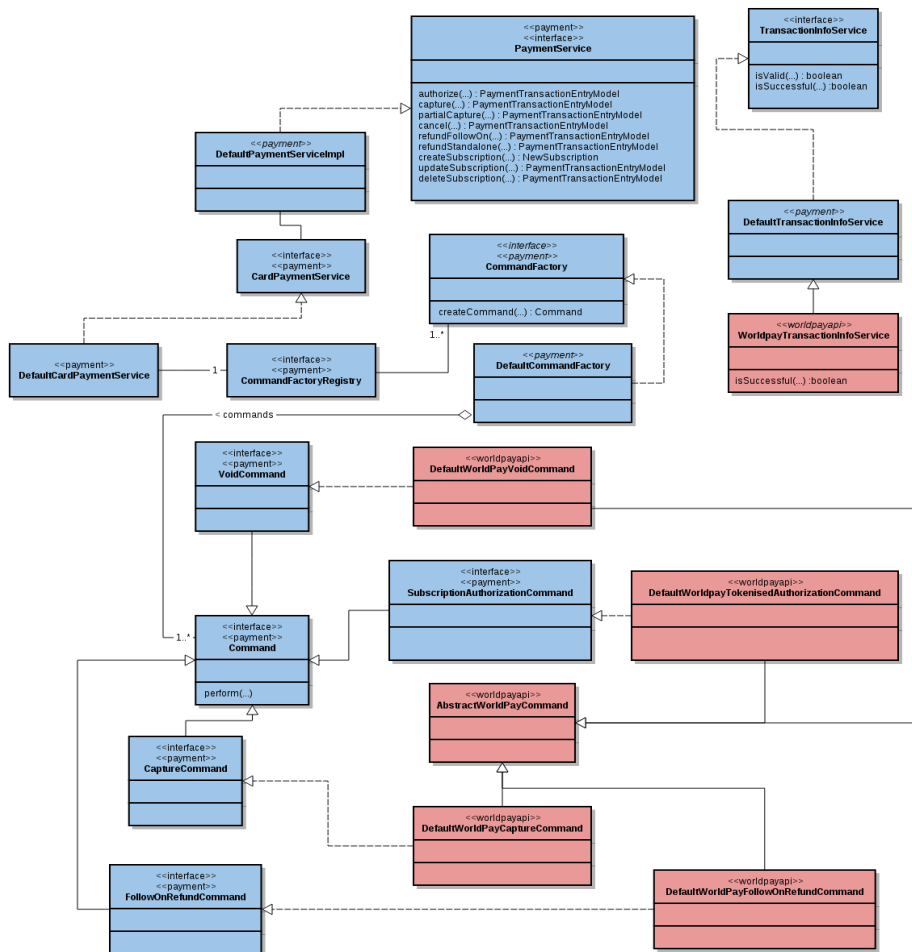 <<payment>>
<<interface>>
PaymentService
authorize(...) : PaymentTransactionEntryModel
capture(...) : PaymentTransactionEntryModel
partialCapture(...) : PaymentTransactionEntryModel
cancel(...) : PaymentTransactionEntryModel
refundFollowOn(...) : PaymentTransactionEntryModel
refundStandalone(...) : PaymentTransactionEntryModel
createSubscription(...) : NewSubscription
updateSubscription(...) : PaymentTransactionEntryModel
deleteSubscription(...) : PaymentTransactionEntryModel
<<interface>>
TransactionInfoService
isValid(...) : boolean
isSuccessful(...) :boolean
<<payment>>
DefaultPaymentServiceImpl
<<payment>>
DefaultTransactionInfoService
<<interface>>
<<payment>>
CardPaymentService
<<interface>>
<<payment>>
CommandFactory
createCommand(...) : Command
1..*
<<worldpayapi>>
WorldpayTransactionInfoService
isSuccessful(...) :boolean
<<payment>>
DefaultCardPaymentService
1
<<interface>>
<<payment>>
CommandFactoryRegistry
<<payment>>
DefaultCommandFactory
< commands
<<interface>>
<<payment>>
VoidCommand
<<worldpayapi>>
DefaultWorldPayVoidCommand
<<interface>>
<<payment>>
SubscriptionAuthorizationCommand
<<worldpayapi>>
DefaultWorldpayTokenisedAuthorizationCommand
1..*
<<interface>>
<<payment>>
Command
perform(...)
<<worldpayapi>>
AbstractWorldPayCommand
<<interface>>
<<payment>>
CaptureCommand
<<worldpayapi>>
DefaultWorldPayCaptureCommand
<<interface>>
<<payment>>
FollowOnRefundCommand
<<worldpayapi>>
DefaultWorldPayFollowOnRefundCommand